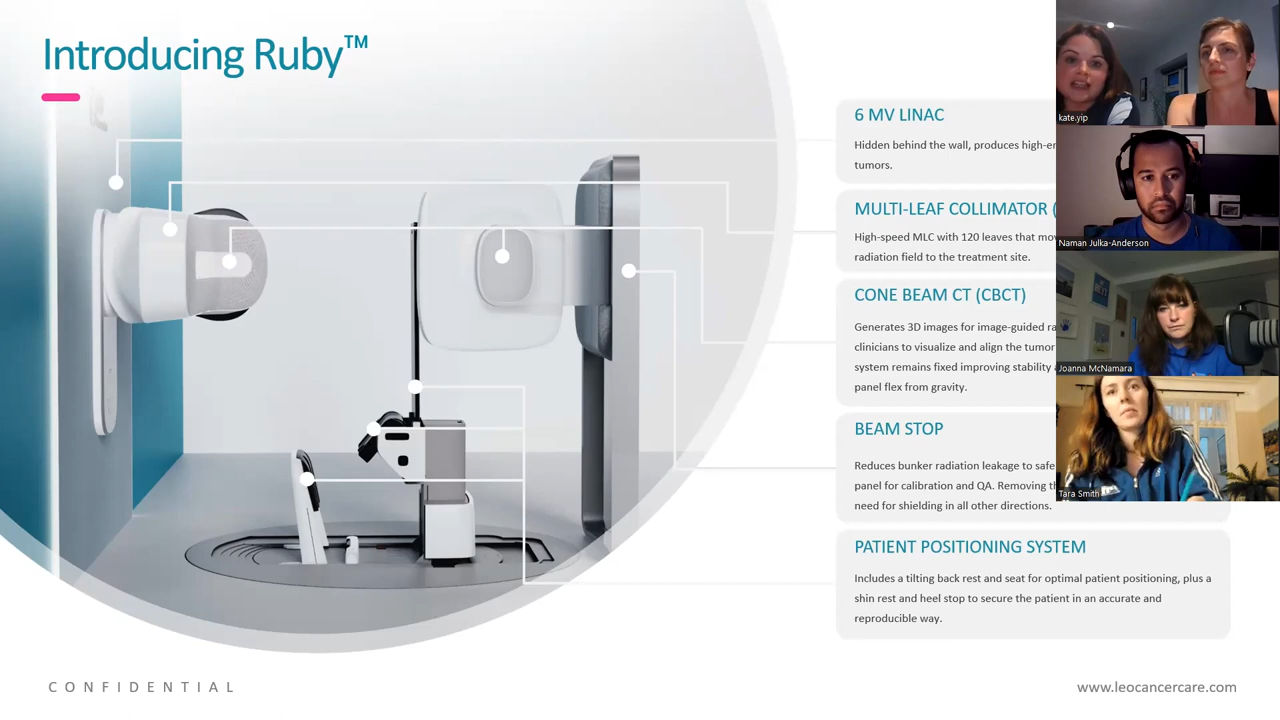 Introducing Ruby™
6 MV LINAC
Hidden behind the wall, produces
tumors.
MULTI-LEAF COLLIMATOR
High-speed MLC with 120 leaves that
radiation field to the treatment site.
CONE BEAM CT (CBCT)
Generates 3D images for image-guided
clinicians to visualize and align the tumor
system remains fixed improving stability
panel flex from gravity.
BEAM STOP
Reduces bunker radiation leakage to safe
panel for calibration and QA. Removing
need for shielding in all other directions.
PATIENT POSITIONING SYSTEM
Includes a tilting back rest and seat for optimal patient positioning, plus a
shin rest and heel stop to secure the patient in an accurate and
reproducible way.
kate.yip
Naman Julka-Anderson
Joanna McNamara
Tara Smith
CONFIDENTIAL
www.leocancercare.com